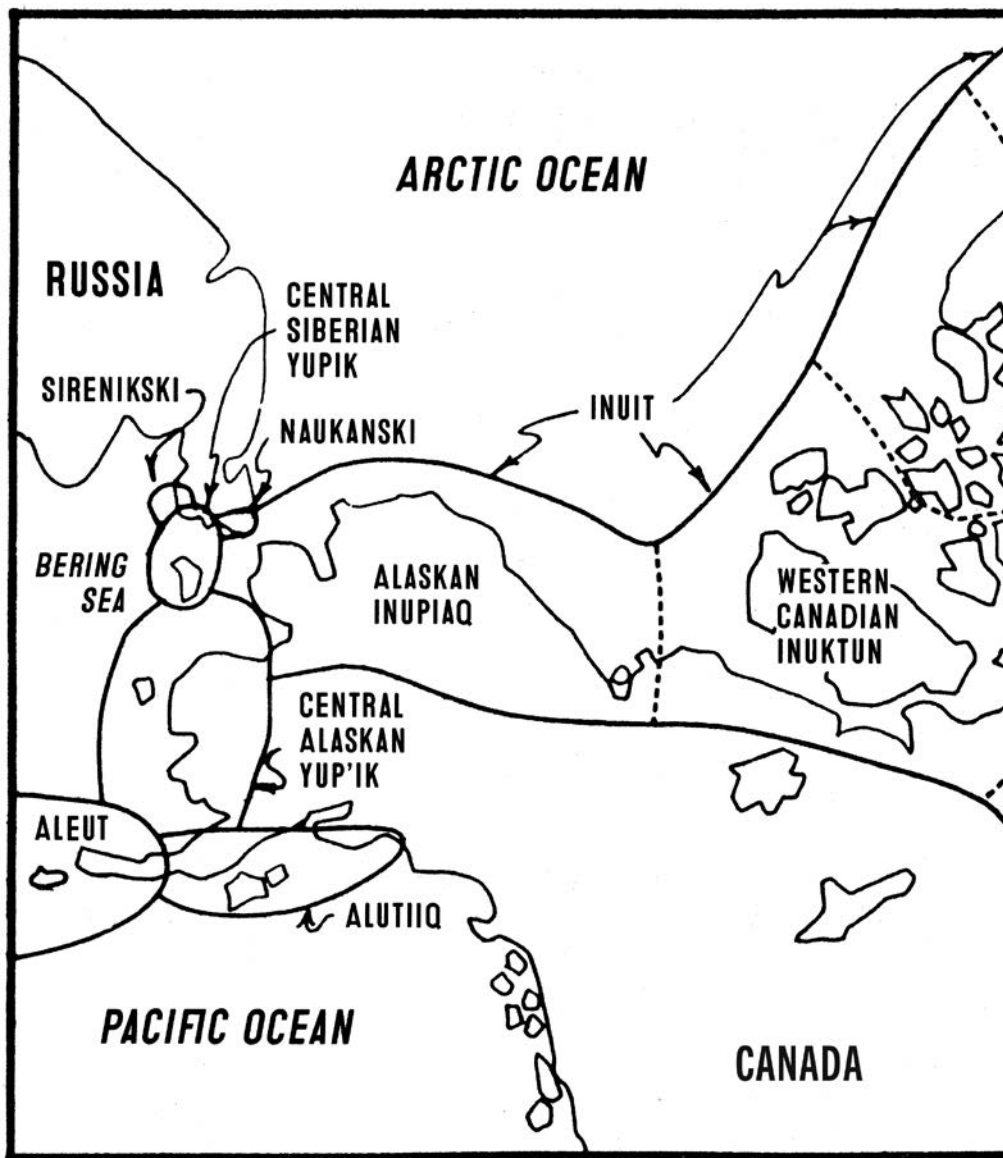 ARCTIC OCEAN
RUSSIA
CENTRAL
SIBERIAN
YUPIK
SIRENIKSKI
NAUKANSKI
INUIT
BERING
SEA
ALASKAN
INUPIAQ
WESTERN
CANADIAN
INUKTUN
CENTRAL
ALASKAN
YUP'IK
ALEUT
ALUTIIQ
PACIFIC OCEAN
CANADA